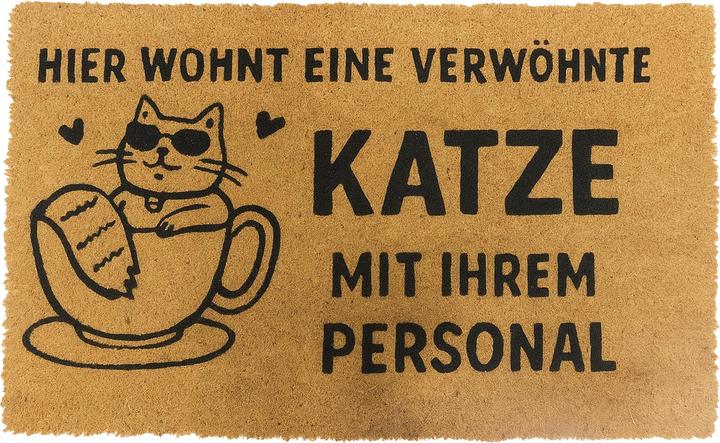 HIER WOHNT EINE VERWÖHNTE
KATZE
MIT IHREM
PERSONAL